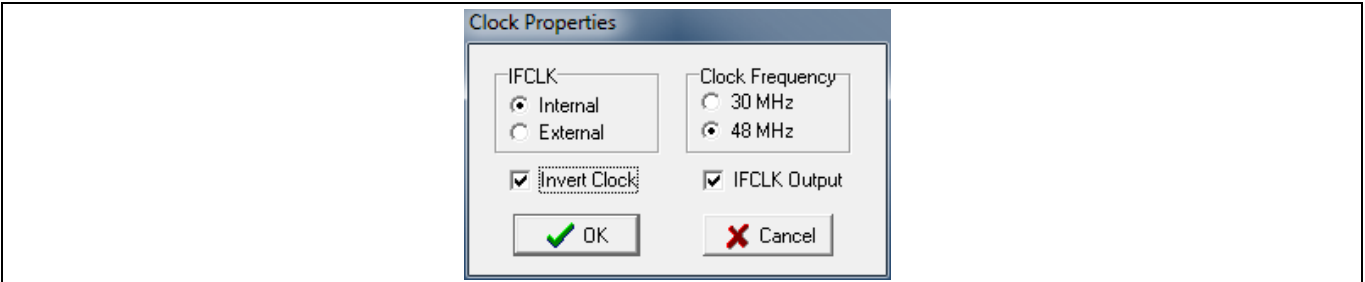 Clock Properties
IFCLK
Internal
External
Clock Frequency
30 MHz
48 MHz
Invert Clock
IFCLK Output
OK
Cancel